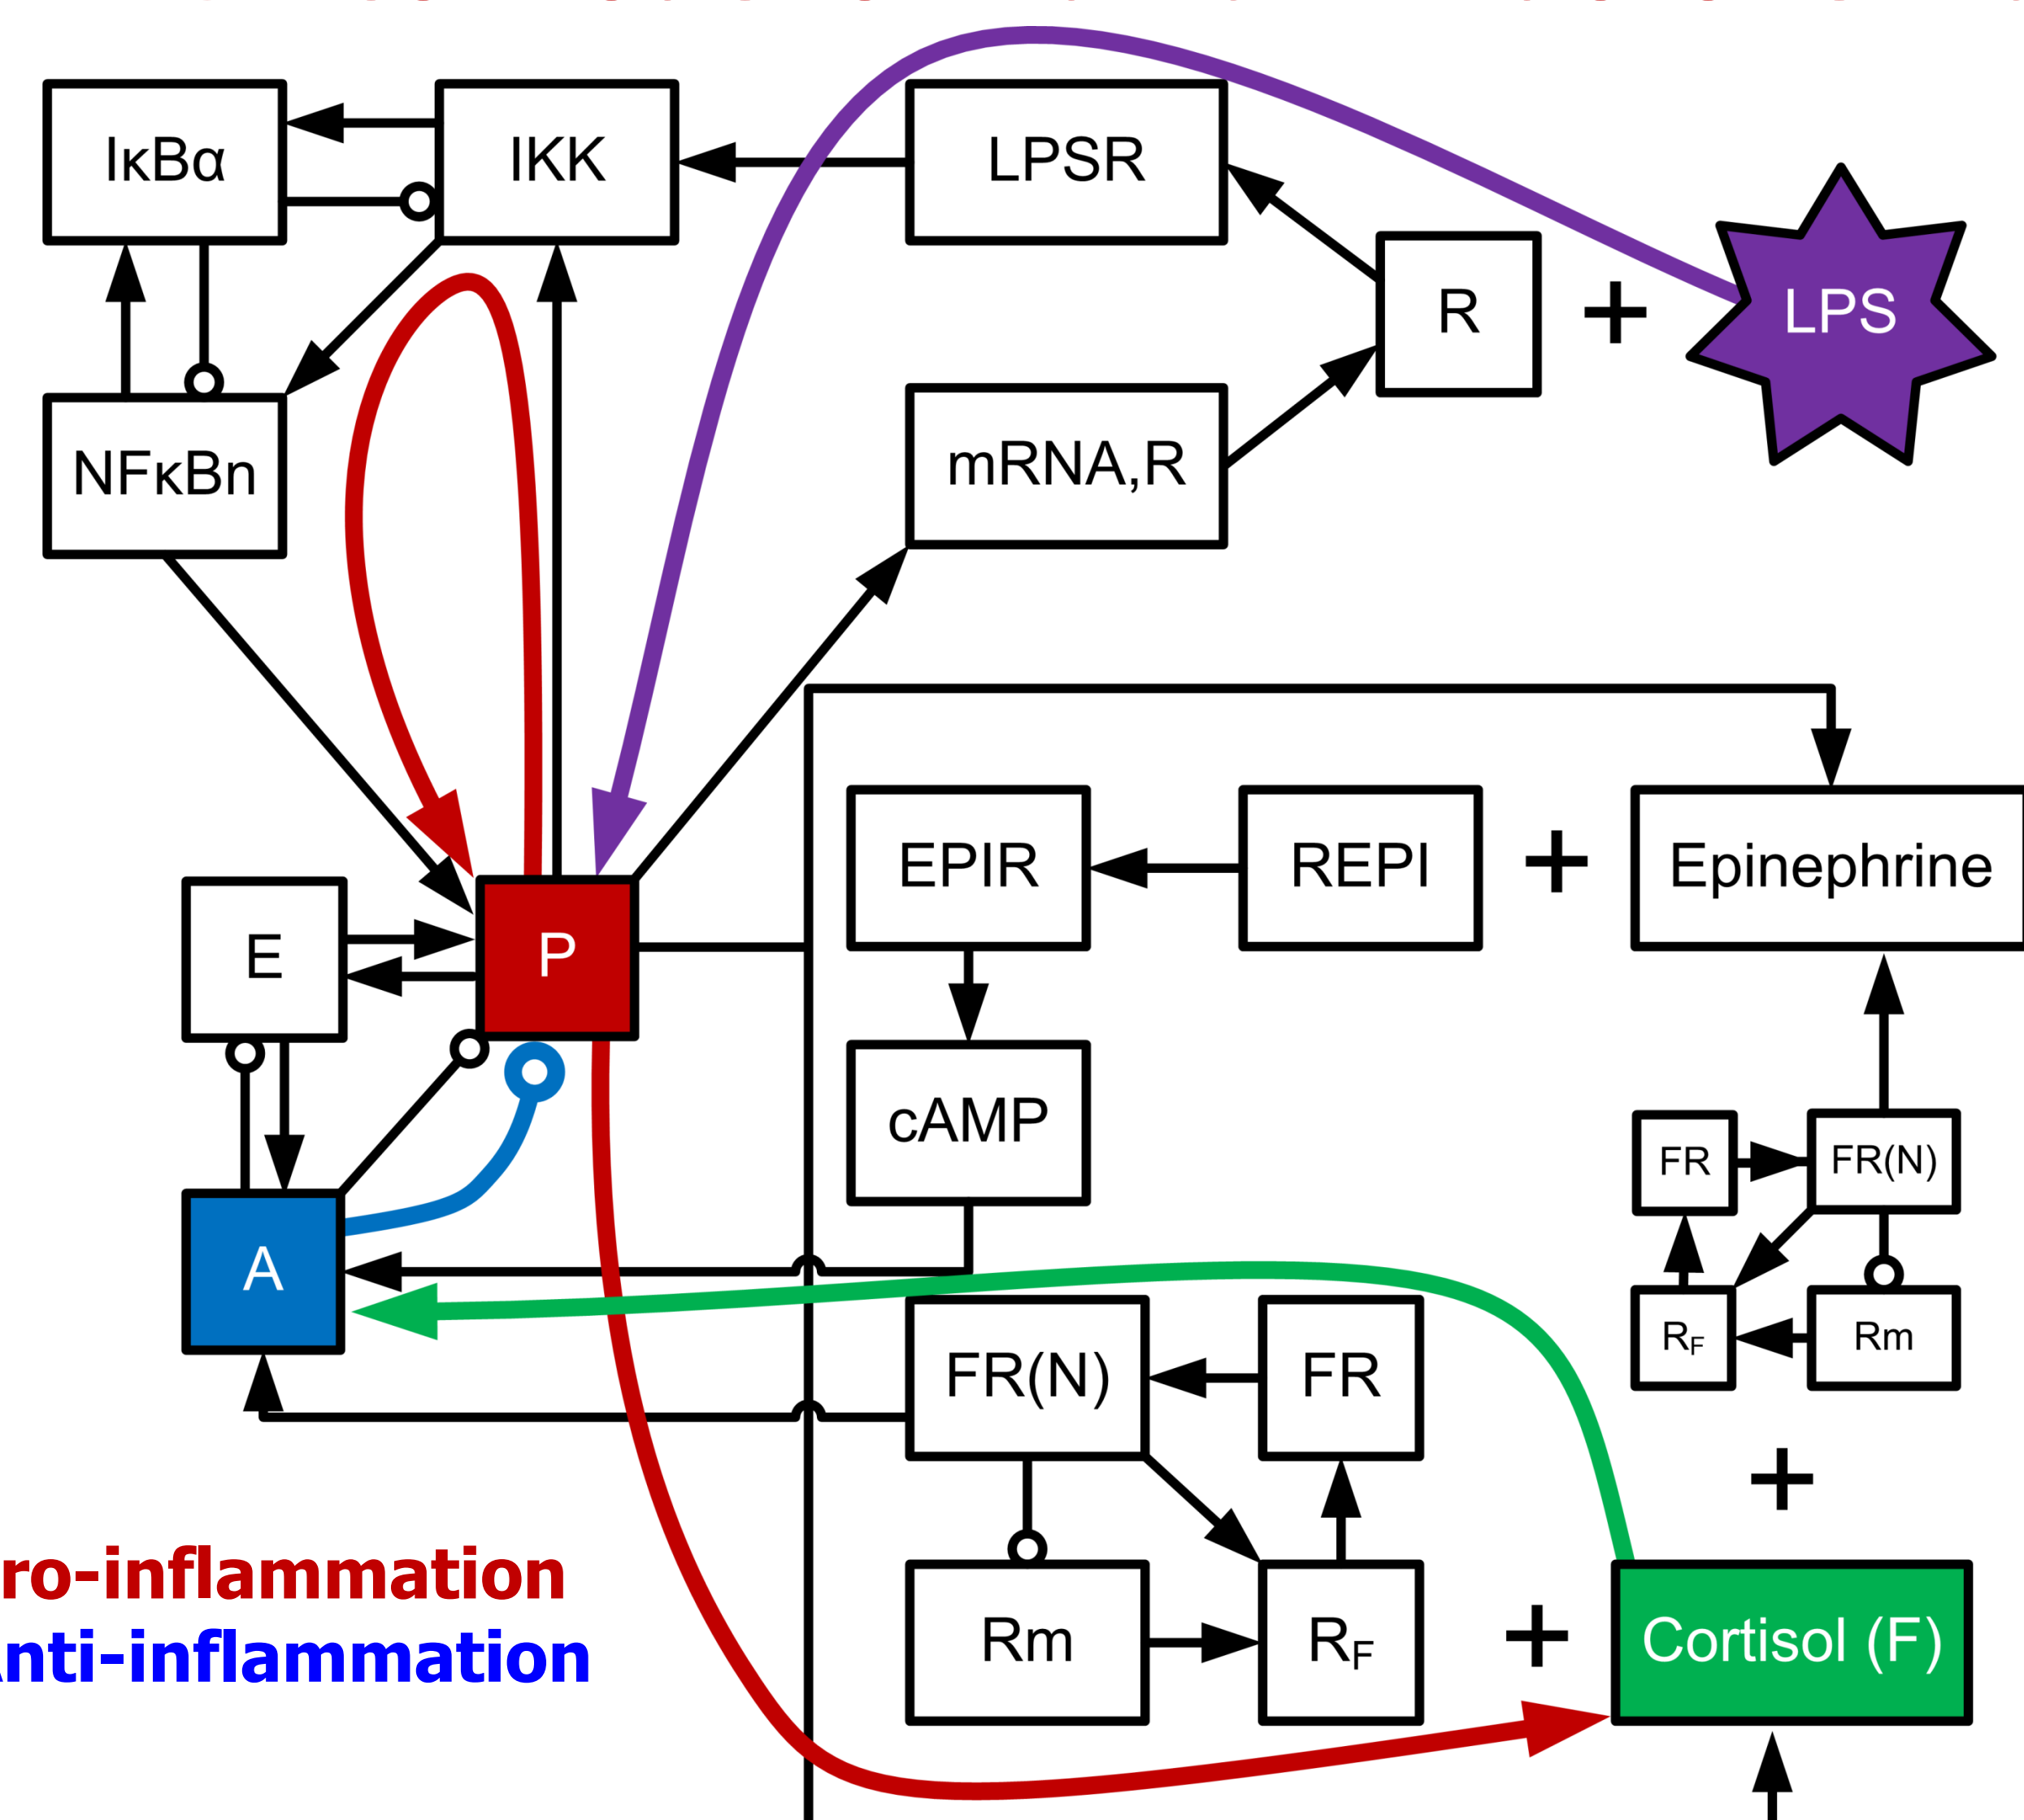 IκBα
IKK
LPSR
R
+
LPS
NFκBn
mRNA,R
EPIR
REPI
+
Epinephrine
E
P
cAMP
FR
FR(N)
A
RF
Rm
FR(N)
FR
+
Rm
RF
+
Cortisol (F)
ro-inflammation
nti-inflammation